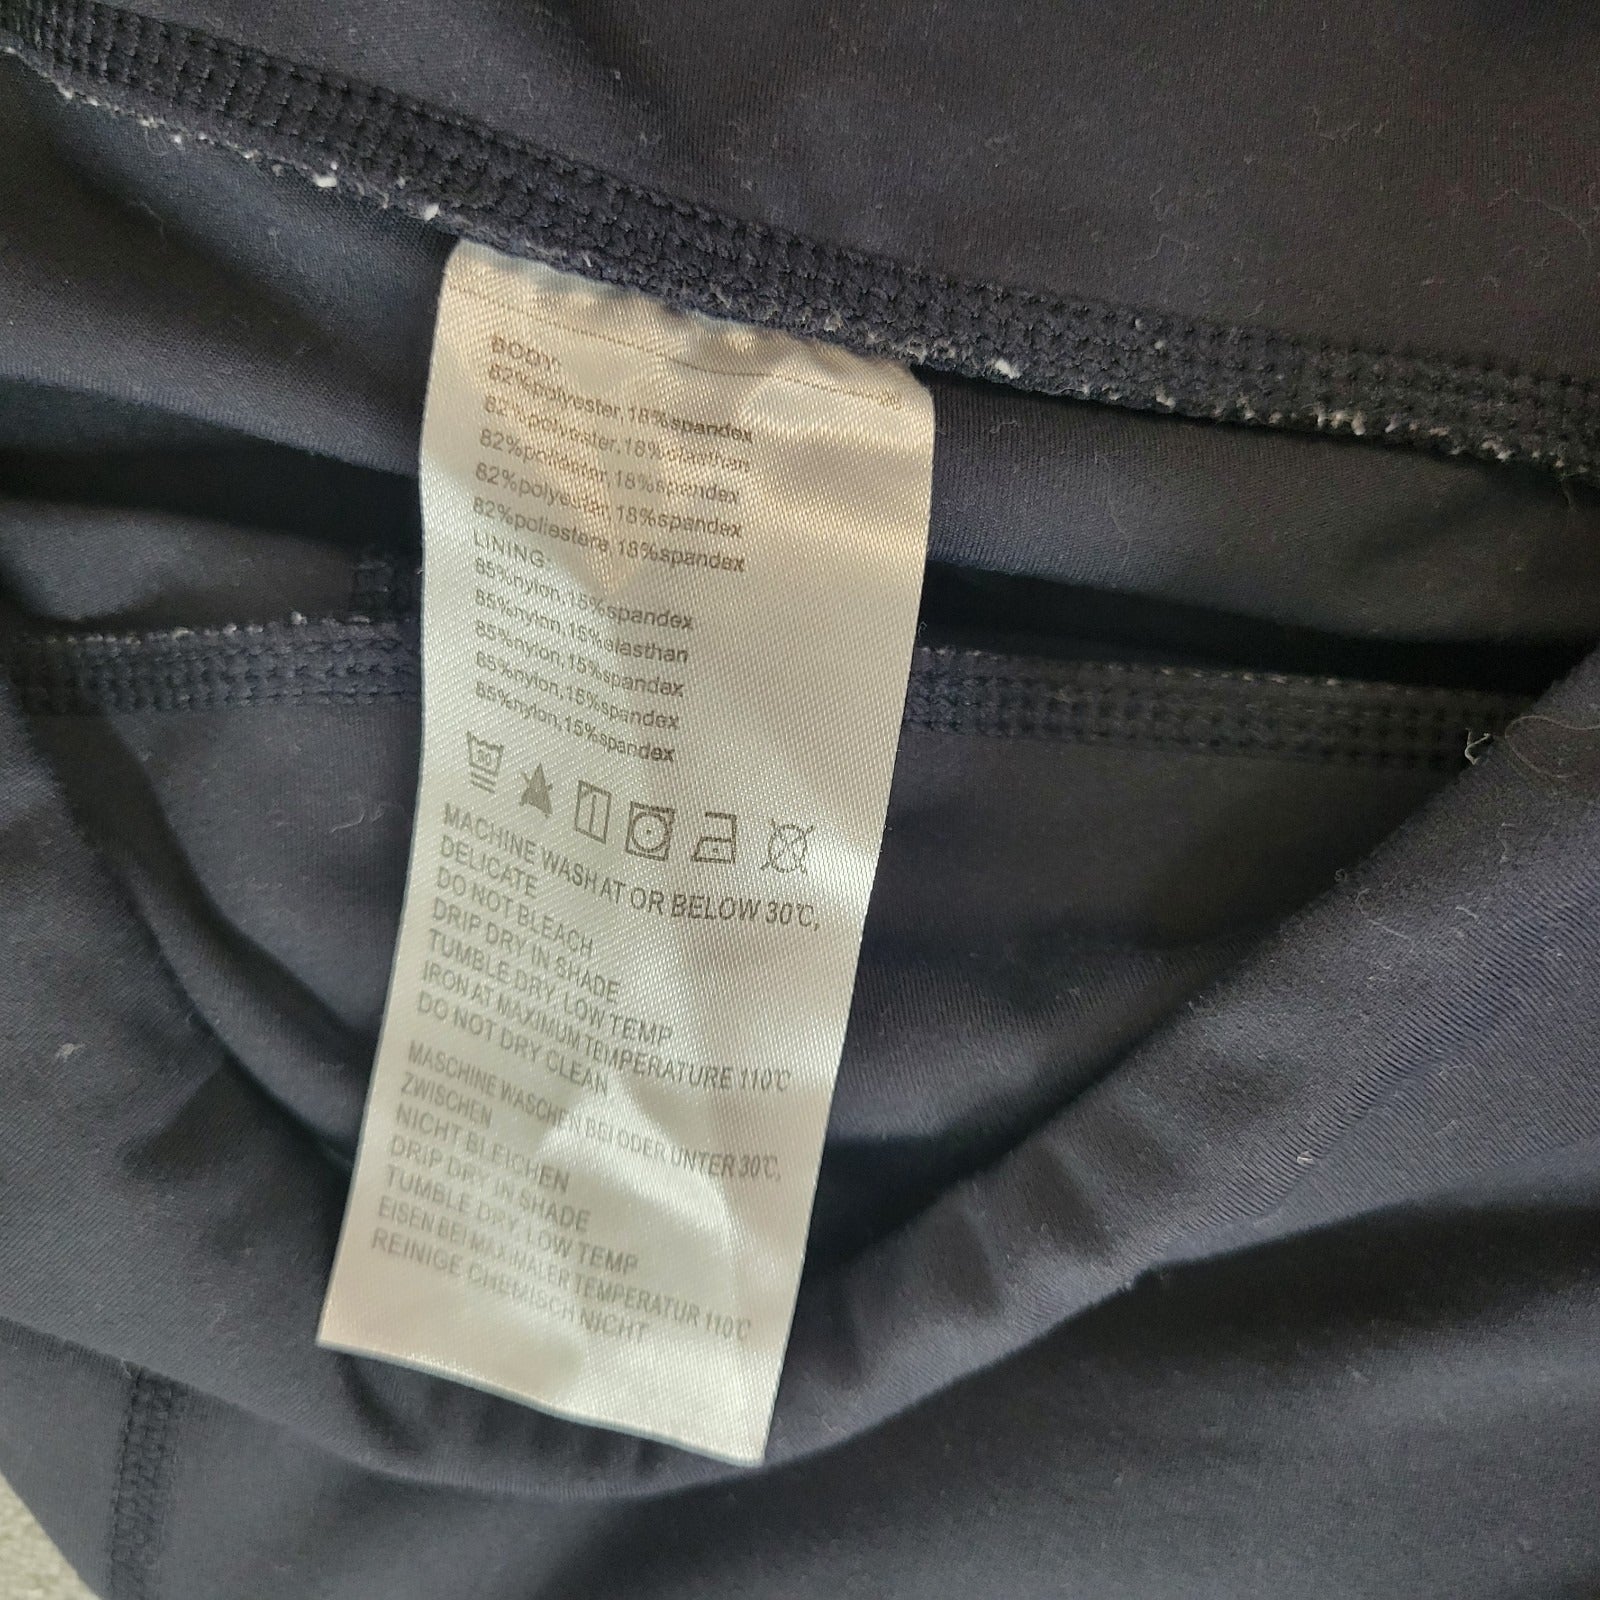 BODY:
82%polyester,18%spandex
82%polyester,18%elasthan
82%poliester,18%spandex
82%polyester,18%spandex
82%poliestere,18%spandex
LINING:
85%nylon,15%spandex
85%nylon,15%elasthan
85%nylon,15%spandex
85%nylon,15%spandex
85%nylon,15%spandex
30
MACHINE WASH AT OR BELOW 30℃,
DELICATE
DO NOT BLEACH
DRIP DRY IN SHADE
TUMBLE DRY, LOW TEMP
IRON AT MAXIMUM TEMPERATURE 110℃
DO NOT DRY CLEAN
MASCHINE WASCHEN BEI ODER UNTER 30℃,
ZWISCHEN
NICHT BLEICHEN
DRIP DRY IN SHADE
TUMBLE DRY, LOW TEMP
EISEN BEI MAXIMALER TEMPERATUR 110℃
REINIGE CHEMISCH NICHT